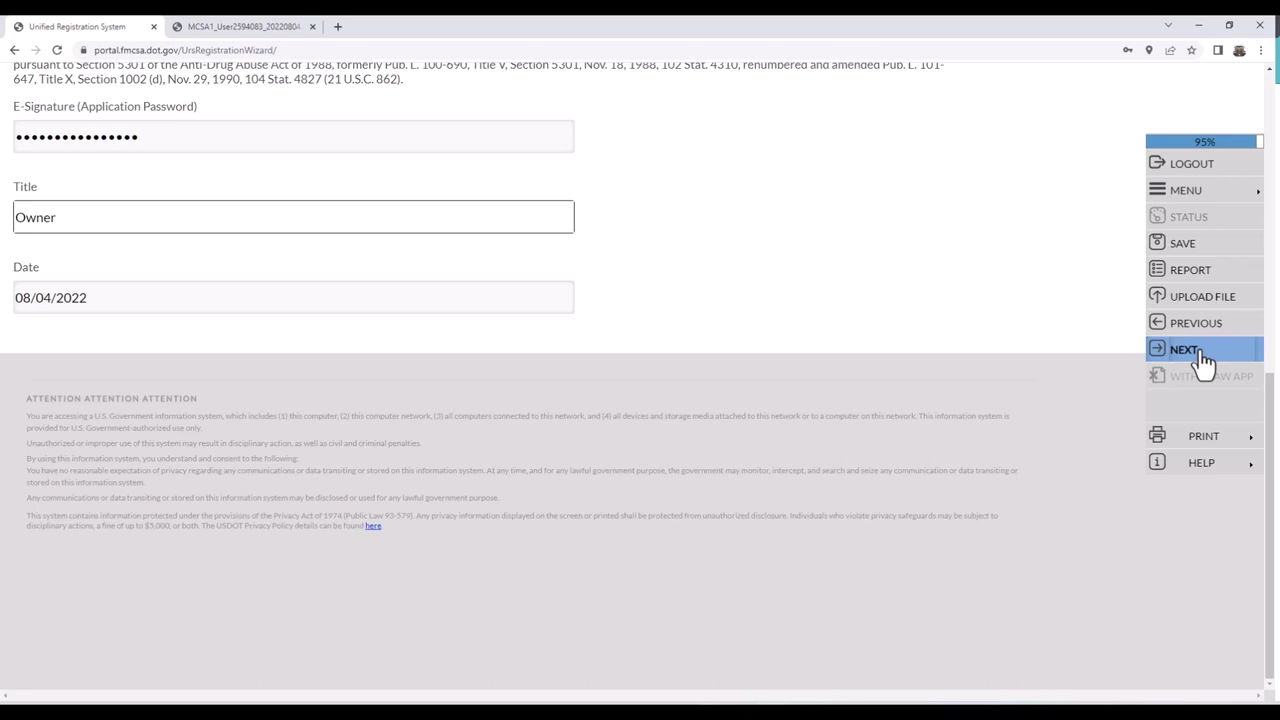 Unified Registration System
MCSA1_User2594083_20220804
portal.fmcsa.dot.gov/UrsRegistrationWizard/
pursuant to Section 5301 of the Anti-Drug Abuse Act of 1988, formerly Pub. L. 100-690, Title V, Section 5301, Nov. 18, 1988, 102 Stat. 4310, renumbered and amended Pub. L. 101-
647, Title X, Section 1002 (d), Nov. 29, 1990, 104 Stat. 4827 (21 U.S.C. 862).
E-Signature (Application Password)
Title
Owner
Date
08/04/2022
95%
LOGOUT
MENU
STATUS
SAVE
REPORT
UPLOAD FILE
PREVIOUS
NEXT
APP
PRINT
HELP
ATTENTION ATTENTION ATTENTION
You are accessing a U.S. Government information system, which includes (1) this computer, (2) this computer network, (3) all computers connected to this network, and (4) all devices and storage media attached to this network or to a computer on this network. This information system is
provided for U.S. Government-authorized use only.
Unauthorized or improper use of this system may result in disciplinary action, as well as civil and criminal penalties.
By using this information system, you understand and consent to the following:
You have no reasonable expectation of privacy regarding any communications or data transiting or stored on this information system. At any time, and for any lawful government purpose, the government may monitor, intercept, and search and seize any communication or data transiting or
stored on this information system.
Any communications or data transiting or stored on this information system may be disclosed or used for any lawful government purpose.
This system contains information protected under the provisions of the Privacy Act of 1974 (Public Law 93-579). Any privacy information displayed on the screen or printed shall be protected from unauthorized disclosure. Individuals who violate privacy safeguards may be subject to
disciplinary actions, a fine of up to $5,000, or both. The USDOT Privacy Policy details can be found here.